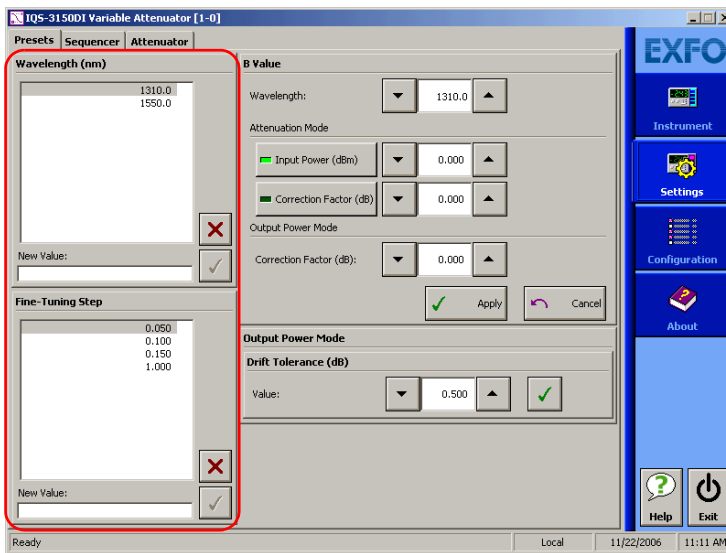 IQS-3150DI Variable Attenuator [1-0]
Presets
Sequencer
Attenuator
Wavelength (nm)
1310.0
1550.0
New Value:
Fine-Tuning Step
0.050
0.100
0.150
1.000
New Value:
B Value
Wavelength:
1310.0
Attenuation Mode
Input Power (dBm)
0.000
Correction Factor (dB)
0.000
Output Power Mode
Correction Factor (dB):
0.000
Apply
Cancel
Output Power Mode
Drift Tolerance (dB)
Value:
0.500
EXFO
Instrument
Settings
Configuration
About
Help
Exit
Ready
Local
11/22/2006
11:11 AM